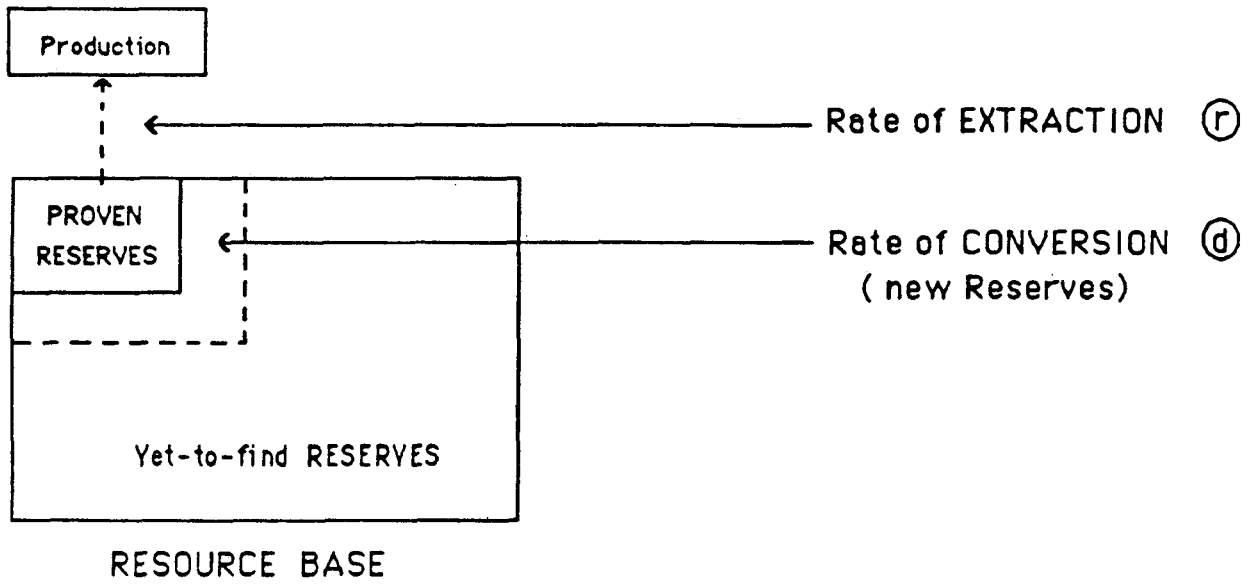 Production
Rate of EXTRACTION r
PROVEN
RESERVES
Rate of CONVERSION d
( new Reserves)
Yet-to-find RESERVES
RESOURCE BASE